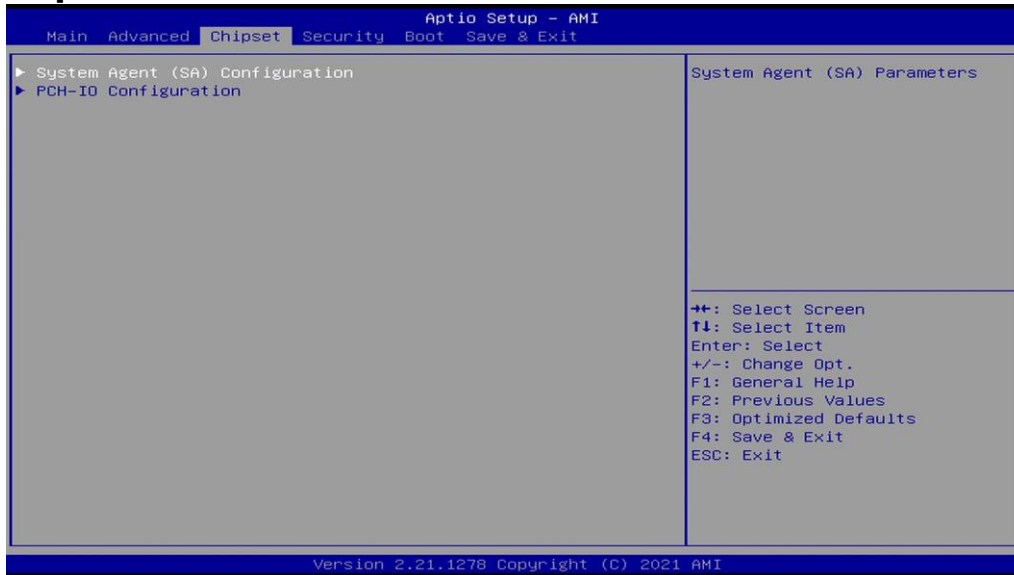 Aptio Setup – AMI
Main Advanced Chipset Security Boot Save & Exit
▶ System Agent (SA) Configuration
▶ PCH-IO Configuration
System Agent (SA) Parameters
→←: Select Screen
↑↓: Select Item
Enter: Select
+/-: Change Opt.
F1: General Help
F2: Previous Values
F3: Optimized Defaults
F4: Save & Exit
ESC: Exit
Version 2.21.1278 Copyright (C) 2021 AMI